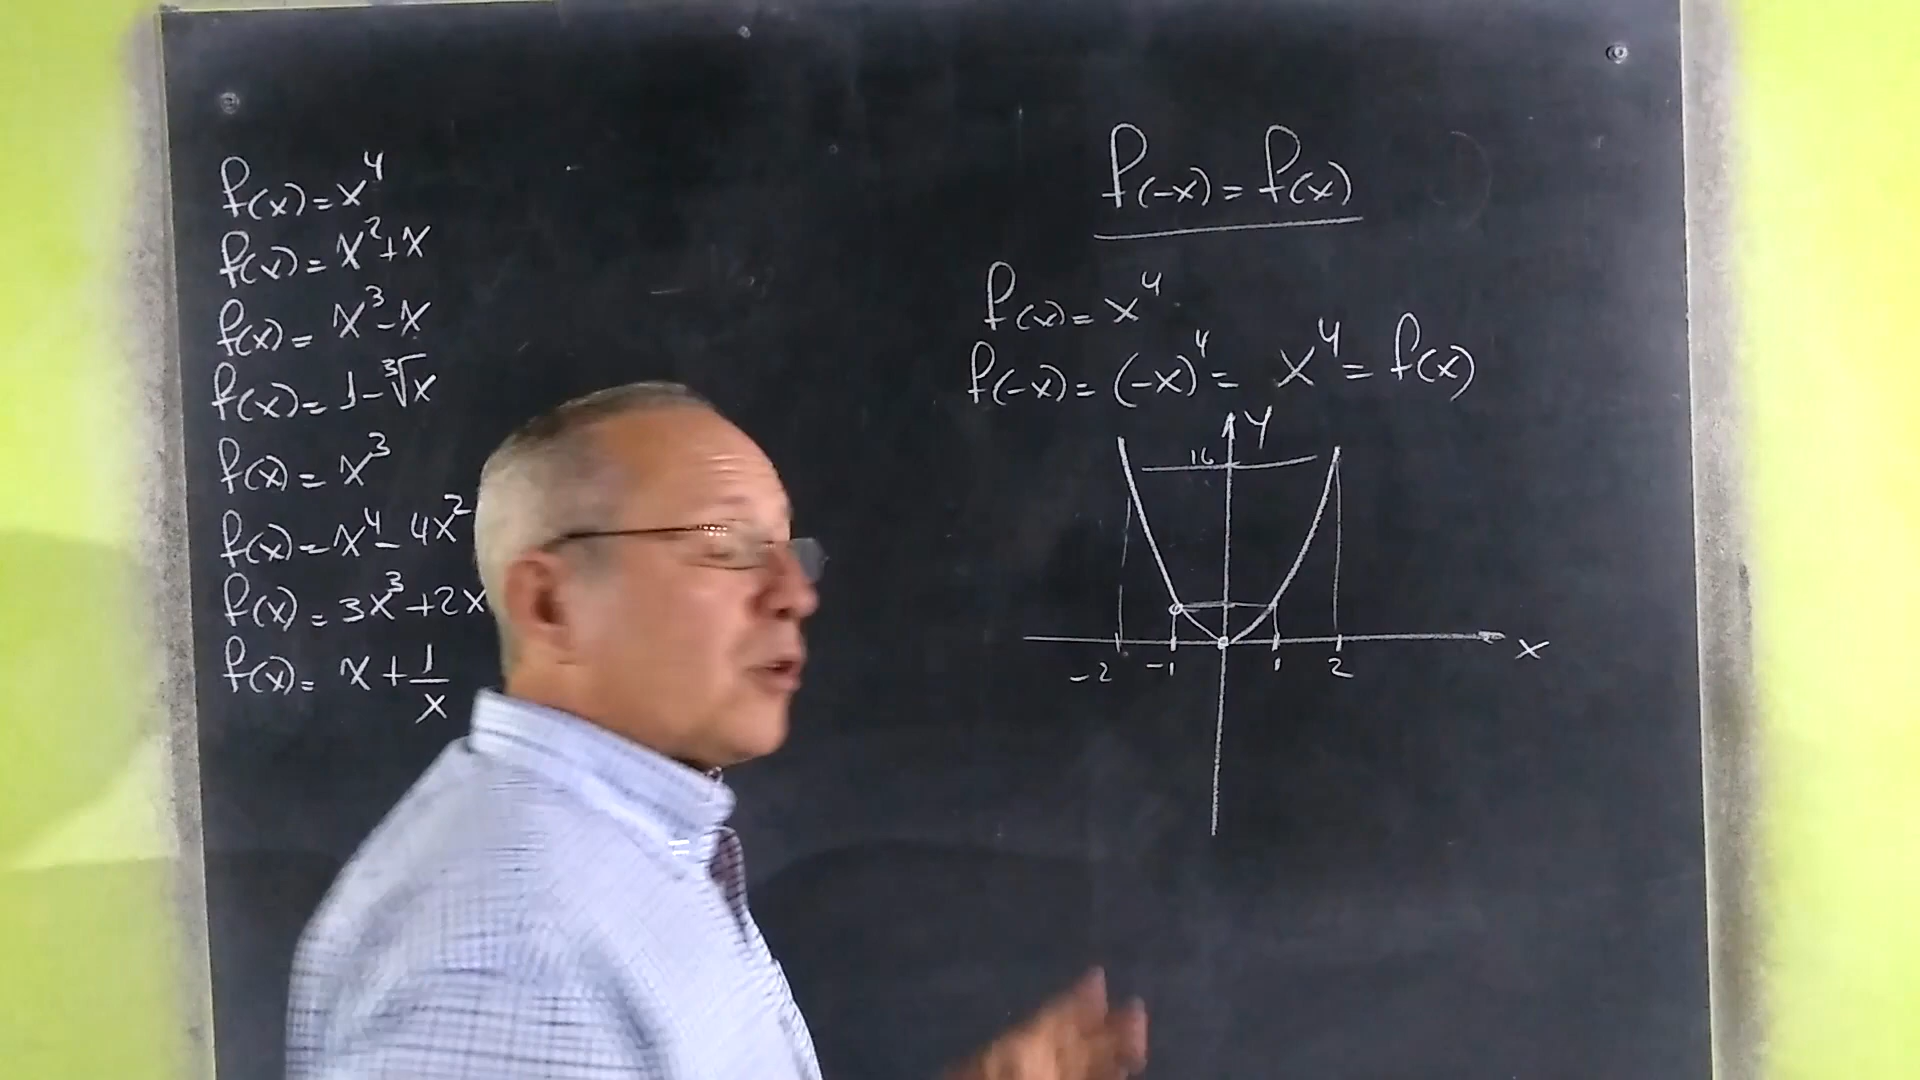 f(x)=x⁴
f(x)=x²+x
f(x)=x³-x
f(x)=1-∛x
f(x)=x³
f(x)=x⁴-4x²
f(x)=3x³+2x
f(x)=x+1/x
f(-x)=f(x)
f(x)=x⁴
f(-x)=(-x)⁴=x⁴=f(x)
y
16
x
-2 -1 1 2